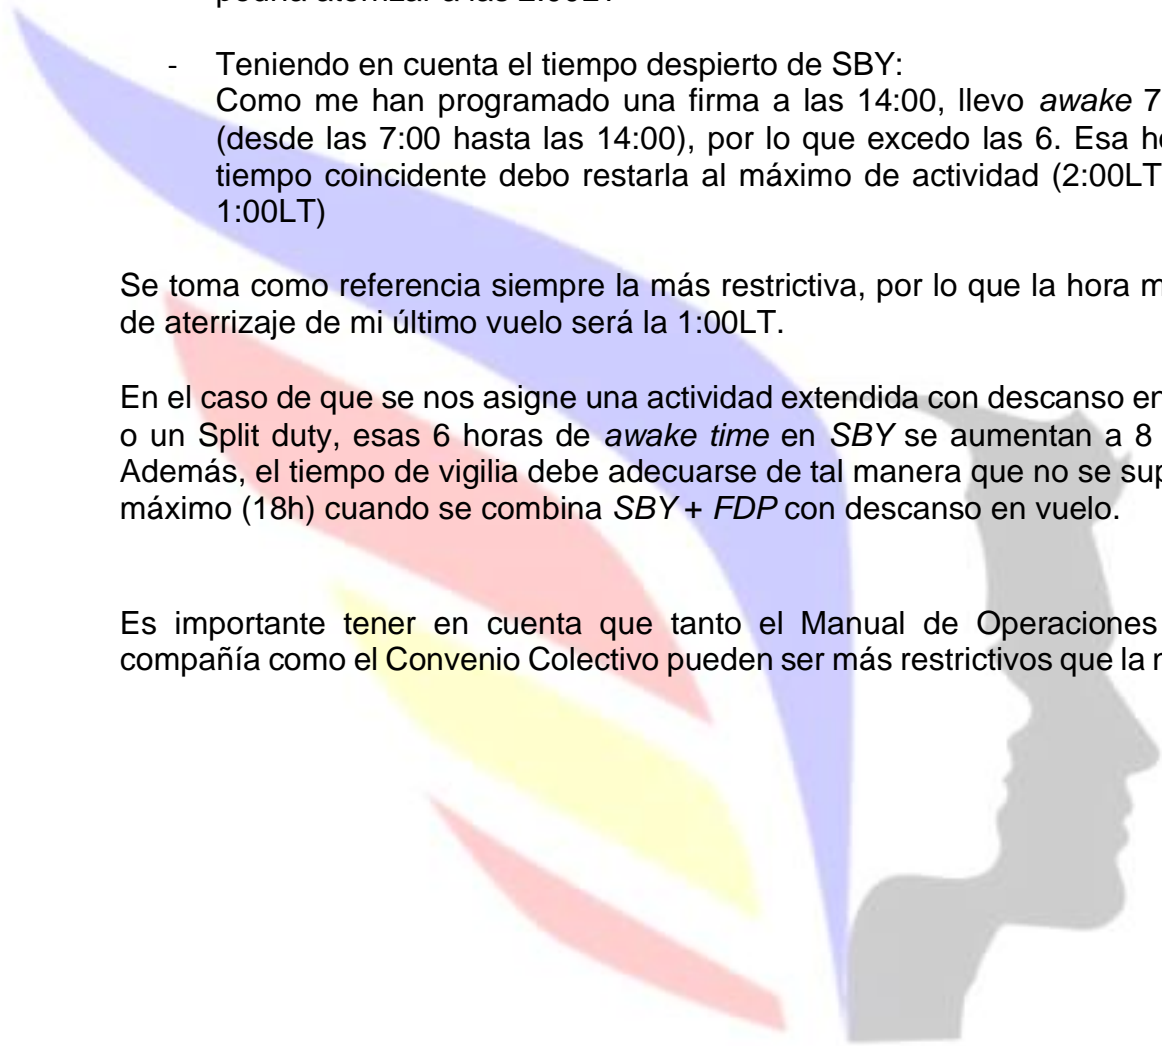 - Teniendo en cuenta el tiempo despierto de SBY:
Como me han programado una firma a las 14:00, llevo awake 7
(desde las 7:00 hasta las 14:00), por lo que excedo las 6. Esa
tiempo coincidente debo restarla al máximo de actividad (2:00LT
1:00LT)
Se toma como referencia siempre la más restrictiva, por lo que la hora
de aterrizaje de mi último vuelo será la 1:00LT.
En el caso de que se nos asigne una actividad extendida con descanso en
o un Split duty, esas 6 horas de awake time en SBY se aumentan a 8
Además, el tiempo de vigilia debe adecuarse de tal manera que no se
máximo (18h) cuando se combina SBY + FDP con descanso en vuelo.
Es importante tener en cuenta que tanto el Manual de Operaciones
compañía como el Convenio Colectivo pueden ser más restrictivos que la